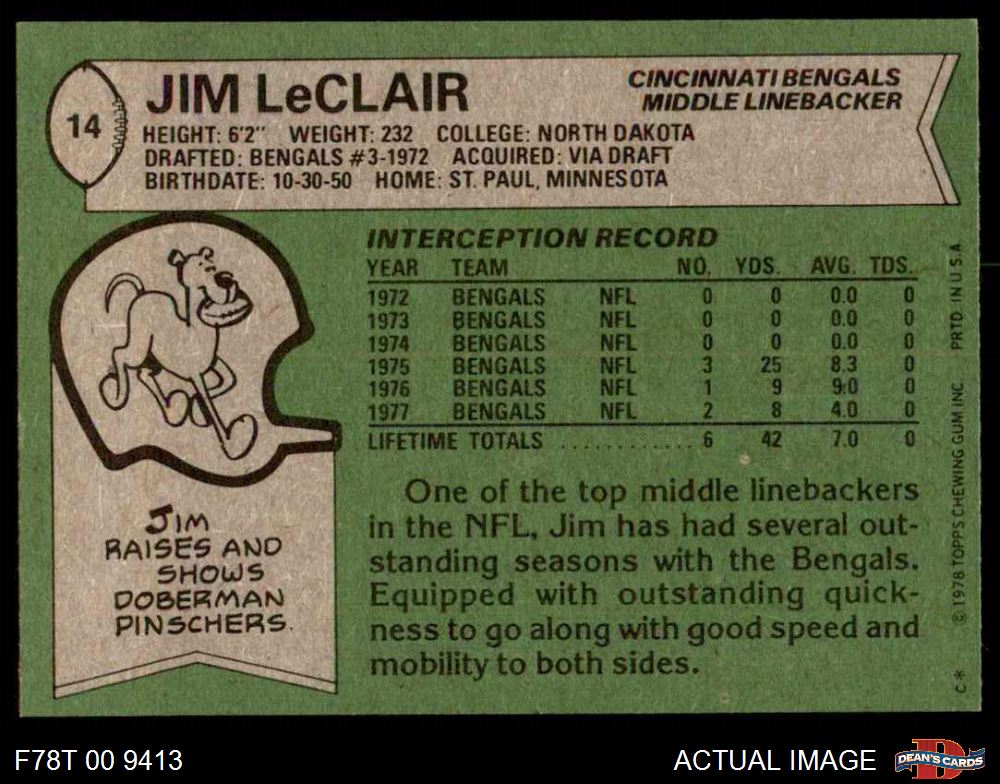 14
JIM LeCLAIR
CINCINNATI BENGALS
MIDDLE LINEBACKER
HEIGHT: 6'2" WEIGHT: 232 COLLEGE: NORTH DAKOTA
DRAFTED: BENGALS #3-1972 ACQUIRED: VIA DRAFT
BIRTHDATE: 10-30-50 HOME: ST. PAUL, MINNESOTA
INTERCEPTION RECORD
YEAR TEAM NO. YDS. AVG. TDS.
1972 BENGALS NFL 0 0 0.0 0
1973 BENGALS NFL 0 0 0.0 0
1974 BENGALS NFL 0 0 0.0 0
1975 BENGALS NFL 3 25 8.3 0
1976 BENGALS NFL 1 9 9.0 0
1977 BENGALS NFL 2 8 4.0 0
LIFETIME TOTALS ............ 6 42 7.0 0
JIM
RAISES AND
SHOWS
DOBERMAN
PINSCHERS.
One of the top middle linebackers
in the NFL, Jim has had several out-
standing seasons with the Bengals.
Equipped with outstanding quick-
ness to go along with good speed and
mobility to both sides.
C* © 1978 TOPPS CHEWING GUM INC. PRTD. IN U.S.A.
F78T 00 9413
ACTUAL IMAGE
D
DEAN'S CARDS